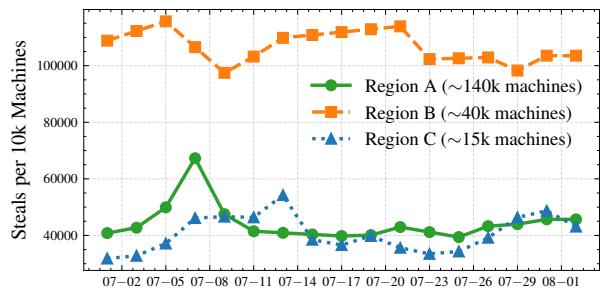 Steals per 10k Machines
100000
80000
60000
40000
Region A (∼140k machines)
Region B (∼40k machines)
Region C (∼15k machines)
07−02 07−05 07−08 07−11 07−14 07−17 07−20 07−23 07−26 07−29 08−01